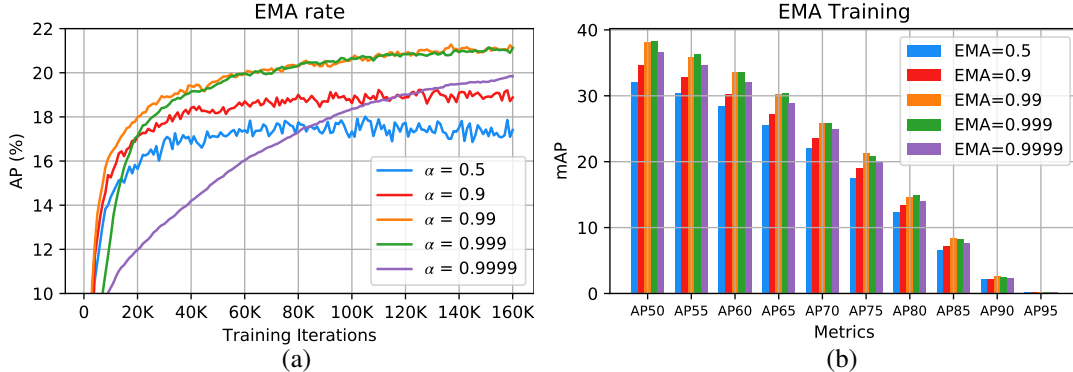 EMA rate
AP (%)
22
20
18
16
14
12
10
α = 0.5
α = 0.9
α = 0.99
α = 0.999
α = 0.9999
0 20K 40K 60K 80K 100K 120K 140K 160K
Training Iterations
(a)
EMA Training
mAP
40
30
20
10
0
EMA=0.5
EMA=0.9
EMA=0.99
EMA=0.999
EMA=0.9999
AP50 AP55 AP60 AP65 AP70 AP75 AP80 AP85 AP90 AP95
Metrics
(b)